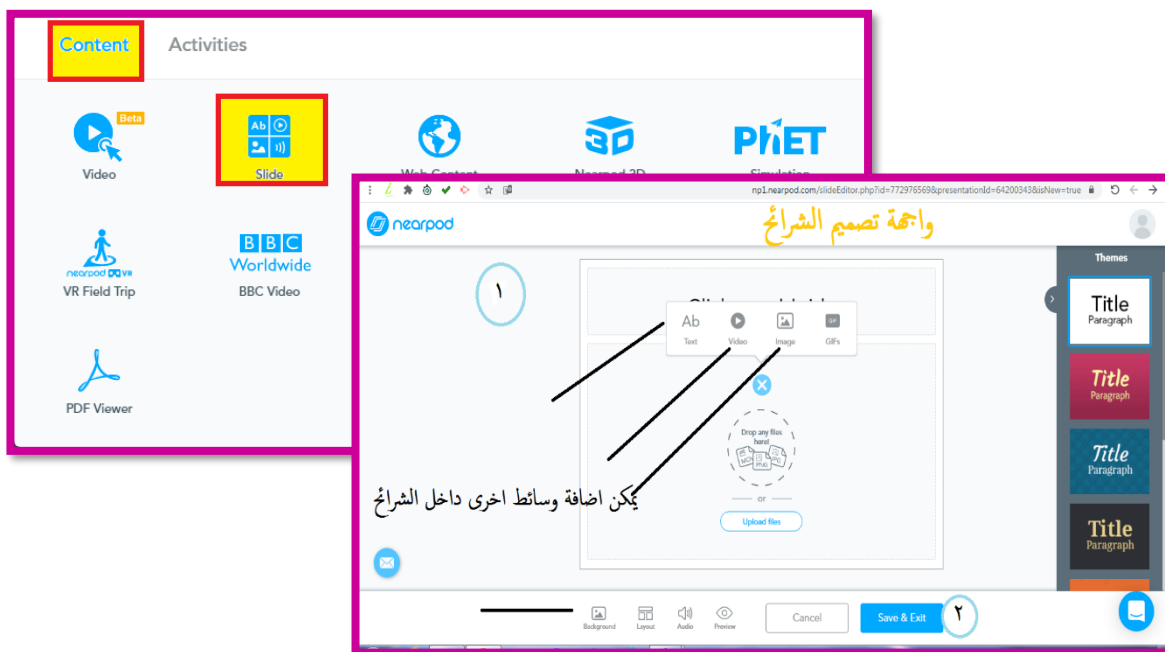 Content
Activities
Beta
Video
Ab
Slide
Web Content
3D
Nearpod 3D
PhET
Simulation
nearpod VR
VR Field Trip
BBC
Worldwide
BBC Video
PDF Viewer
np1.nearpod.com/slideEditor.php?id=772976569&presentationId=64200343&isNew=true
nearpod
واجهة تصميم الشرائح
١
Ab
Text
Video
Image
GIF
GIFs
Drop any files
here!
PNG
or
Upload files
يمكن اضافة وسائط اخرى داخل الشرائح
Themes
Title
Paragraph
Title
Paragraph
Title
Paragraph
Title
Paragraph
Background
Layout
Audio
Preview
Cancel
Save & Exit
٢